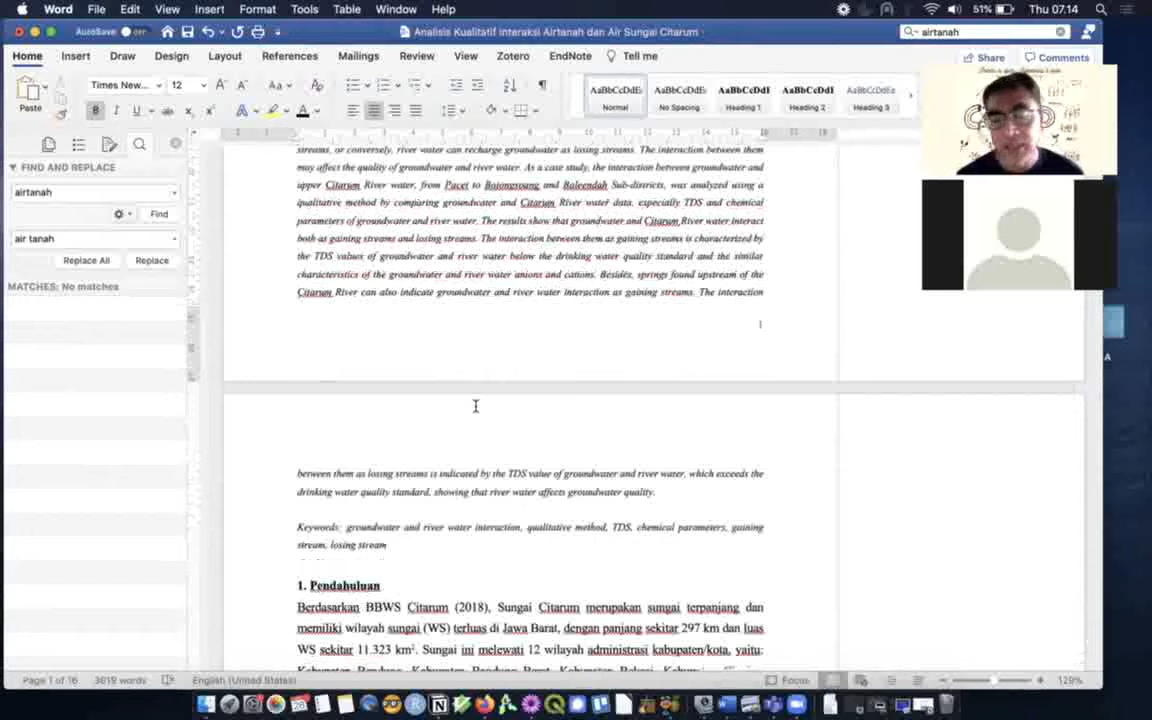 Word File Edit View Insert Format Tools Table Window Help
51% Thu 07.14
AutoSave OFF
Analisis Kualitatif Interaksi Airtanah dan Air Sungai Citarum
airtanah
Home Insert Draw Design Layout References Mailings Review View Zotero EndNote Tell me
Share Comments
Paste
Times New... 12
AaBbCcDdEe AaBbCcDdEe AaBbCcDdI AaBbCcDdEe AaBbCcDdEe
Normal No Spacing Heading 1 Heading 2 Heading 3
FIND AND REPLACE
airtanah
Find
air tanah
Replace All Replace
MATCHES: No matches
streams, or conversely, river water can recharge groundwater as losing streams. The interaction between them
may affect the quality of groundwater and river water. As a case study, the interaction between groundwater and
upper Citarum River water, from Pacet to Bojongsoang and Baleendah Sub-districts, was analyzed using a
qualitative method by comparing groundwater and Citarum River water data, especially TDS and chemical
parameters of groundwater and river water. The results show that groundwater and Citarum River water interact
both as gaining streams and losing streams. The interaction between them as gaining streams is characterized by
the TDS values of groundwater and river water below the drinking water quality standard and the similar
characteristics of the groundwater and river water anions and cations. Besides, springs found upstream of the
Citarum River can also indicate groundwater and river water interaction as gaining streams. The interaction
1
between them as losing streams is indicated by the TDS value of groundwater and river water, which exceeds the
drinking water quality standard, showing that river water affects groundwater quality.
Keywords: groundwater and river water interaction, qualitative method, TDS, chemical parameters, gaining
stream, losing stream
1. Pendahuluan
Berdasarkan BBWS Citarum (2018), Sungai Citarum merupakan sungai terpanjang dan
memiliki wilayah sungai (WS) terluas di Jawa Barat, dengan panjang sekitar 297 km dan luas
WS sekitar 11.323 km². Sungai ini melewati 12 wilayah administrasi kabupaten/kota, yaitu:
Kabupaten Bandung, Kabupaten Bandung Barat, Kabupaten Bekasi,
Page 1 of 16 3619 words English (United States) Focus 129%